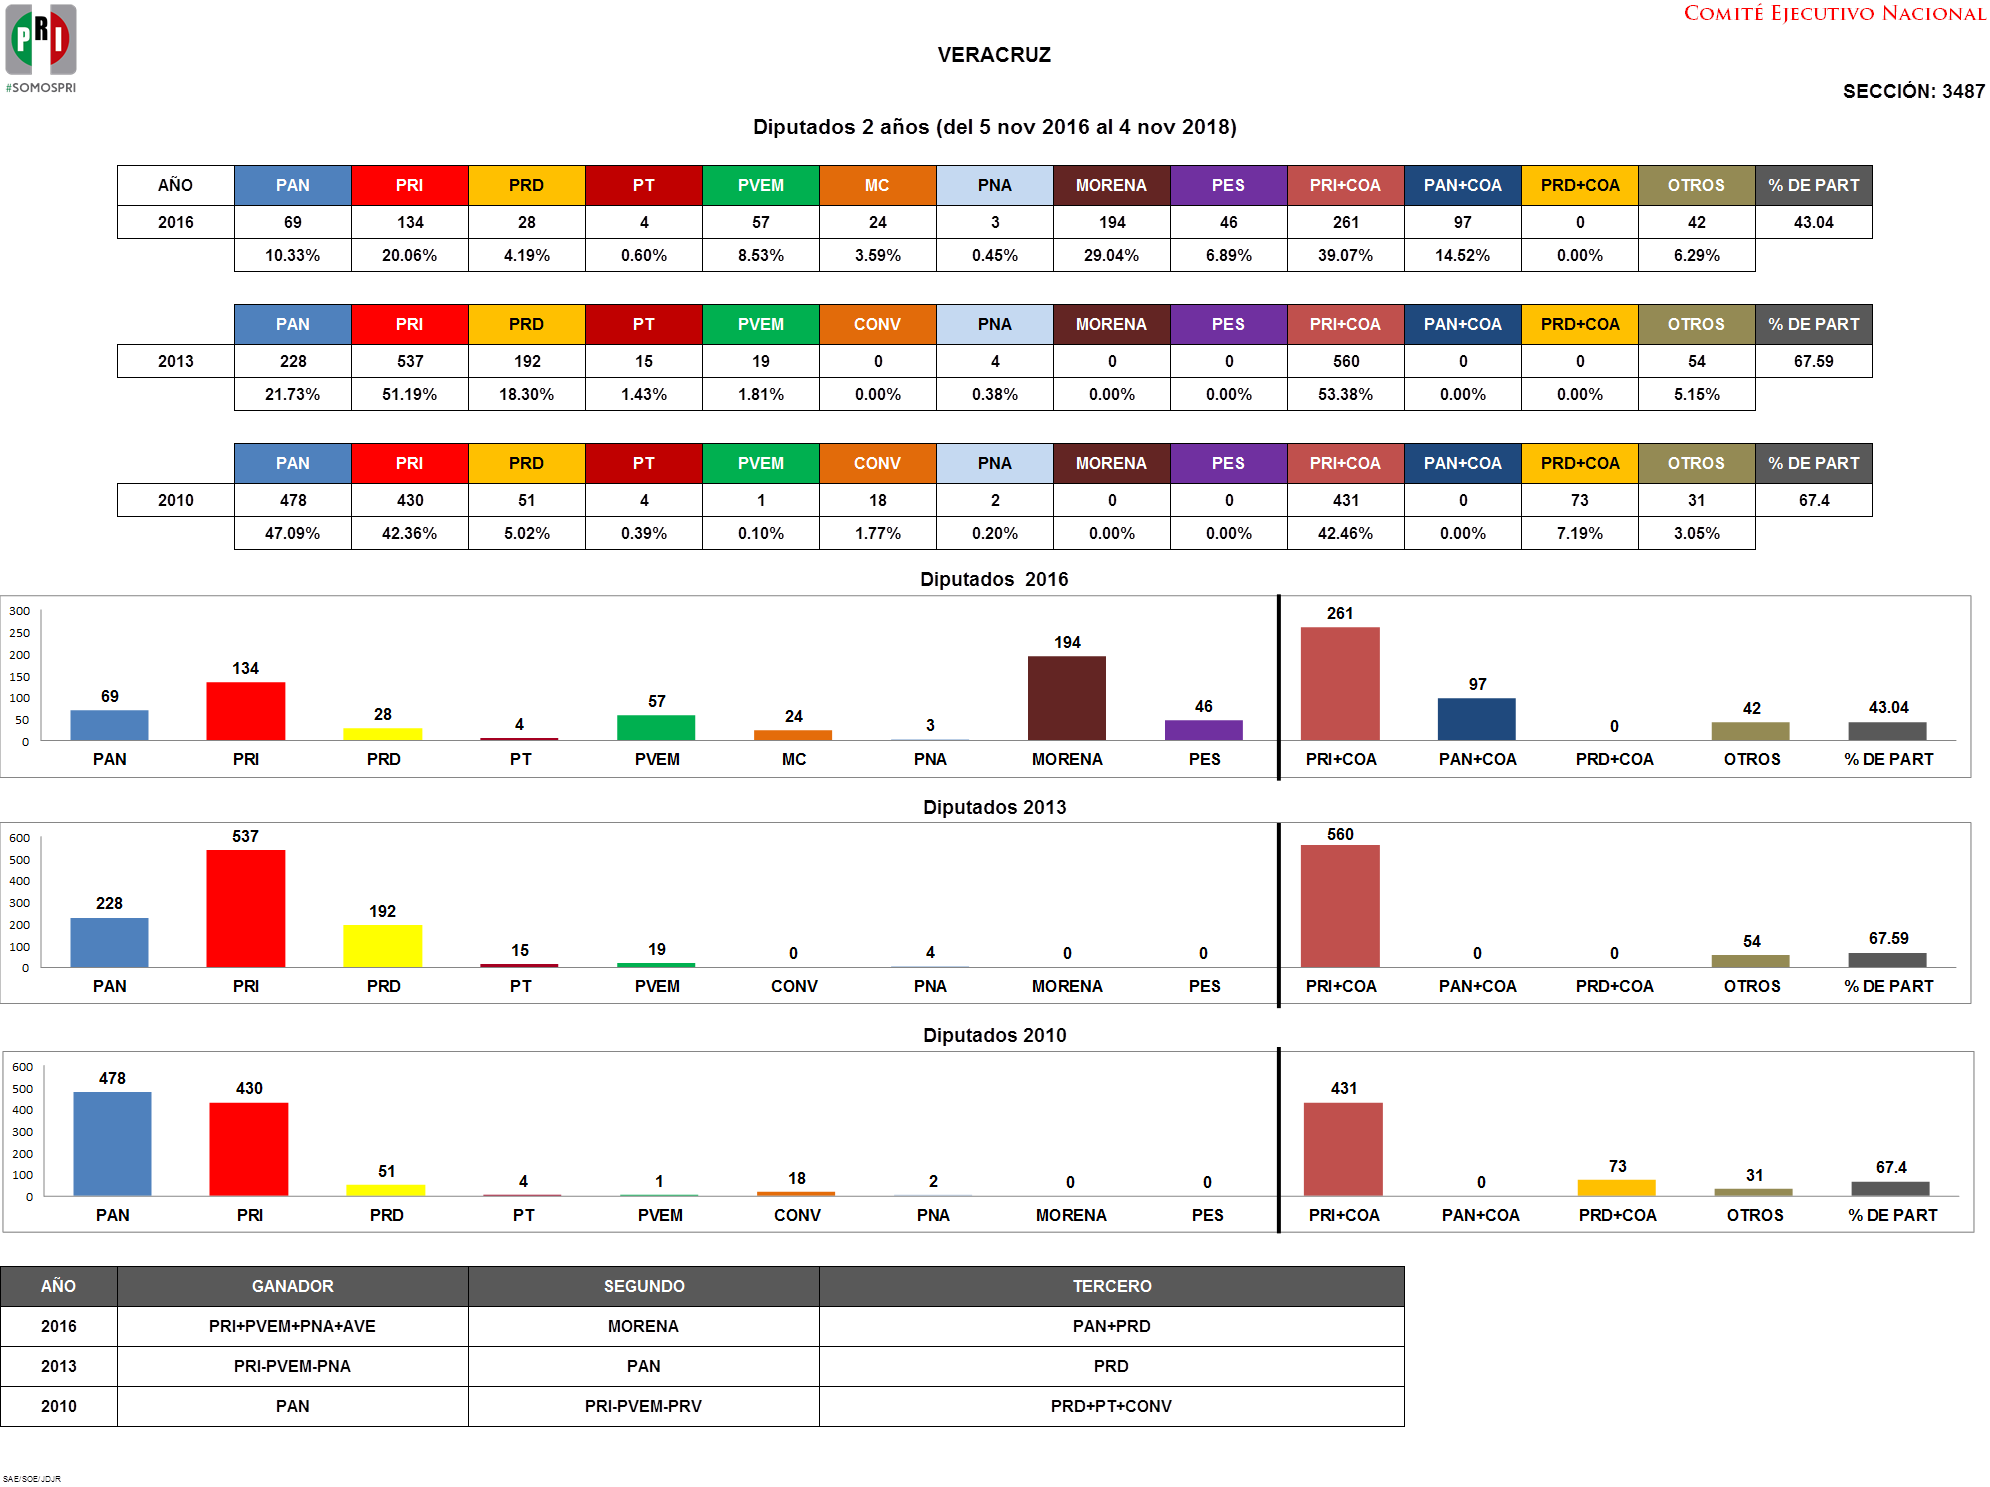 PRI
#SOMOSPRI
COMITÉ EJECUTIVO NACIONAL
VERACRUZ
SECCIÓN: 3487
Diputados 2 años (del 5 nov 2016 al 4 nov 2018)
AÑO PAN PRI PRD PT PVEM MC PNA MORENA PES PRI+COA PAN+COA PRD+COA OTROS % DE PART
2016 69 134 28 4 57 24 3 194 46 261 97 0 42 43.04
10.33% 20.06% 4.19% 0.60% 8.53% 3.59% 0.45% 29.04% 6.89% 39.07% 14.52% 0.00% 6.29%
PAN PRI PRD PT PVEM CONV PNA MORENA PES PRI+COA PAN+COA PRD+COA OTROS % DE PART
2013 228 537 192 15 19 0 4 0 0 560 0 0 54 67.59
21.73% 51.19% 18.30% 1.43% 1.81% 0.00% 0.38% 0.00% 0.00% 53.38% 0.00% 0.00% 5.15%
PAN PRI PRD PT PVEM CONV PNA MORENA PES PRI+COA PAN+COA PRD+COA OTROS % DE PART
2010 478 430 51 4 1 18 2 0 0 431 0 73 31 67.4
47.09% 42.36% 5.02% 0.39% 0.10% 1.77% 0.20% 0.00% 0.00% 42.46% 0.00% 7.19% 3.05%
Diputados 2016
300
250
200
150
100
50
0
69 134 28 4 57 24 3 194 46 261 97 0 42 43.04
PAN PRI PRD PT PVEM MC PNA MORENA PES PRI+COA PAN+COA PRD+COA OTROS % DE PART
Diputados 2013
600
500
400
300
200
100
0
228 537 192 15 19 0 4 0 0 560 0 0 54 67.59
PAN PRI PRD PT PVEM CONV PNA MORENA PES PRI+COA PAN+COA PRD+COA OTROS % DE PART
Diputados 2010
600
500
400
300
200
100
0
478 430 51 4 1 18 2 0 0 431 0 73 31 67.4
PAN PRI PRD PT PVEM CONV PNA MORENA PES PRI+COA PAN+COA PRD+COA OTROS % DE PART
AÑO GANADOR SEGUNDO TERCERO
2016 PRI+PVEM+PNA+AVE MORENA PAN+PRD
2013 PRI-PVEM-PNA PAN PRD
2010 PAN PRI-PVEM-PRV PRD+PT+CONV
SAE/SOE/JDJR